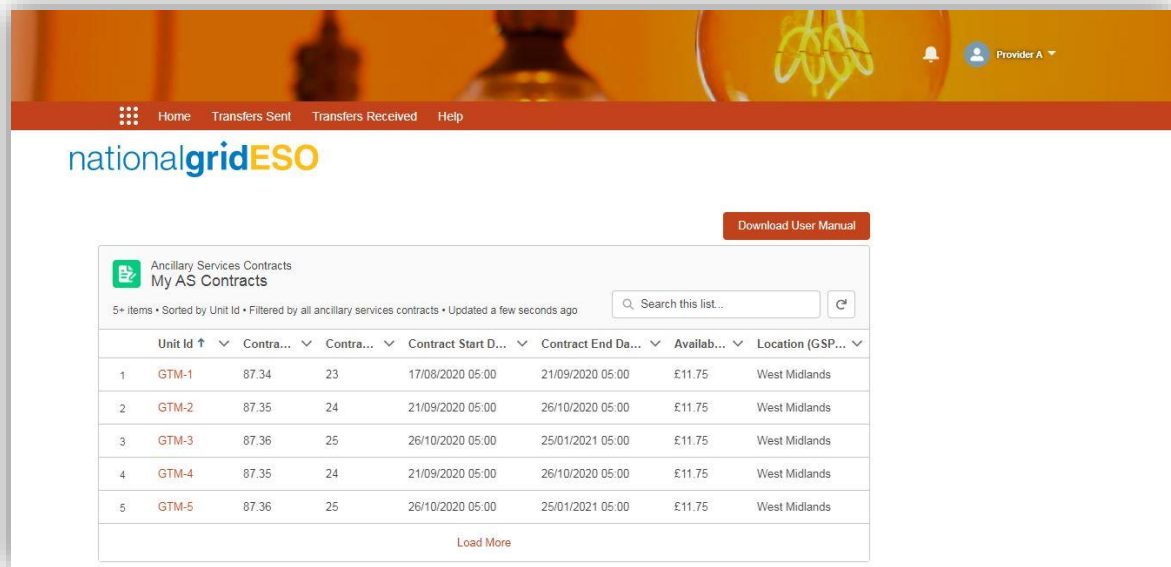 Provider A
Home Transfers Sent Transfers Received Help
nationalgridESO
Download User Manual
Ancillary Services Contracts
My AS Contracts
5+ items • Sorted by Unit Id • Filtered by all ancillary services contracts • Updated a few seconds ago
Search this list...
Unit Id ↑ Contra... Contra... Contract Start D... Contract End Da... Availab... Location (GSP...
1 GTM-1 87.34 23 17/08/2020 05:00 21/09/2020 05:00 £11.75 West Midlands
2 GTM-2 87.35 24 21/09/2020 05:00 26/10/2020 05:00 £11.75 West Midlands
3 GTM-3 87.36 25 26/10/2020 05:00 25/01/2021 05:00 £11.75 West Midlands
4 GTM-4 87.35 24 21/09/2020 05:00 26/10/2020 05:00 £11.75 West Midlands
5 GTM-5 87.36 25 26/10/2020 05:00 25/01/2021 05:00 £11.75 West Midlands
Load More